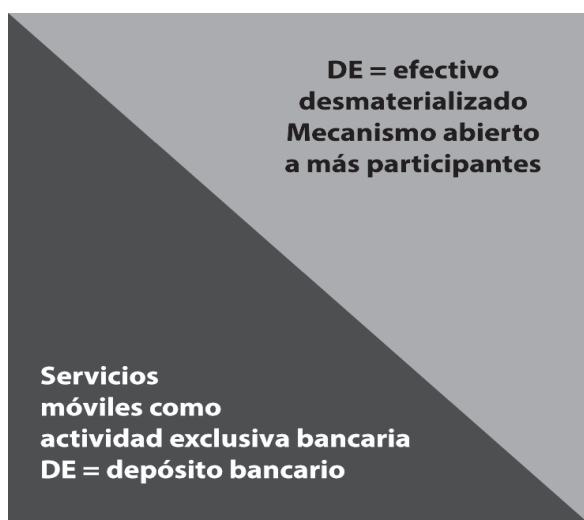 DE = efectivo
desmaterializado
Mecanismo abierto
a más participantes
Servicios
móviles como
actividad exclusiva bancaria
DE = depósito bancario